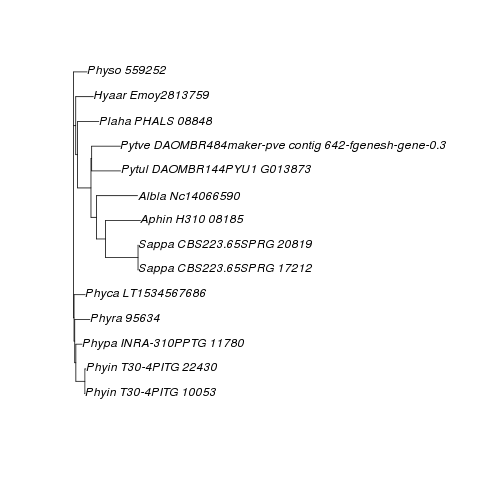 Physo 559252
Hyaar Emoy2813759
Plaha PHALS 08848
Pytve DAOMBR484maker-pve contig 642-fgenesh-gene-0.3
Pytul DAOMBR144PYU1 G013873
Albla Nc14066590
Aphin H310 08185
Sappa CBS223.65SPRG 20819
Sappa CBS223.65SPRG 17212
Phyca LT1534567686
Phyra 95634
Phypa INRA-310PPTG 11780
Phyin T30-4PITG 22430
Phyin T30-4PITG 10053